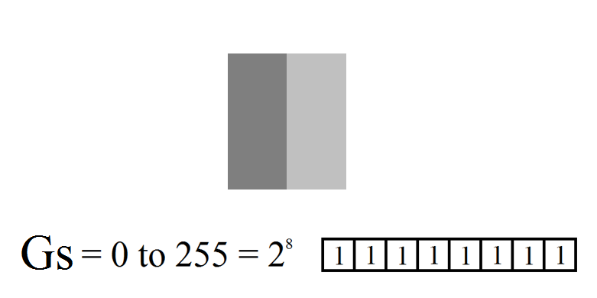 Gs = 0 to 255 = 2⁸ 1 1 1 1 1 1 1 1